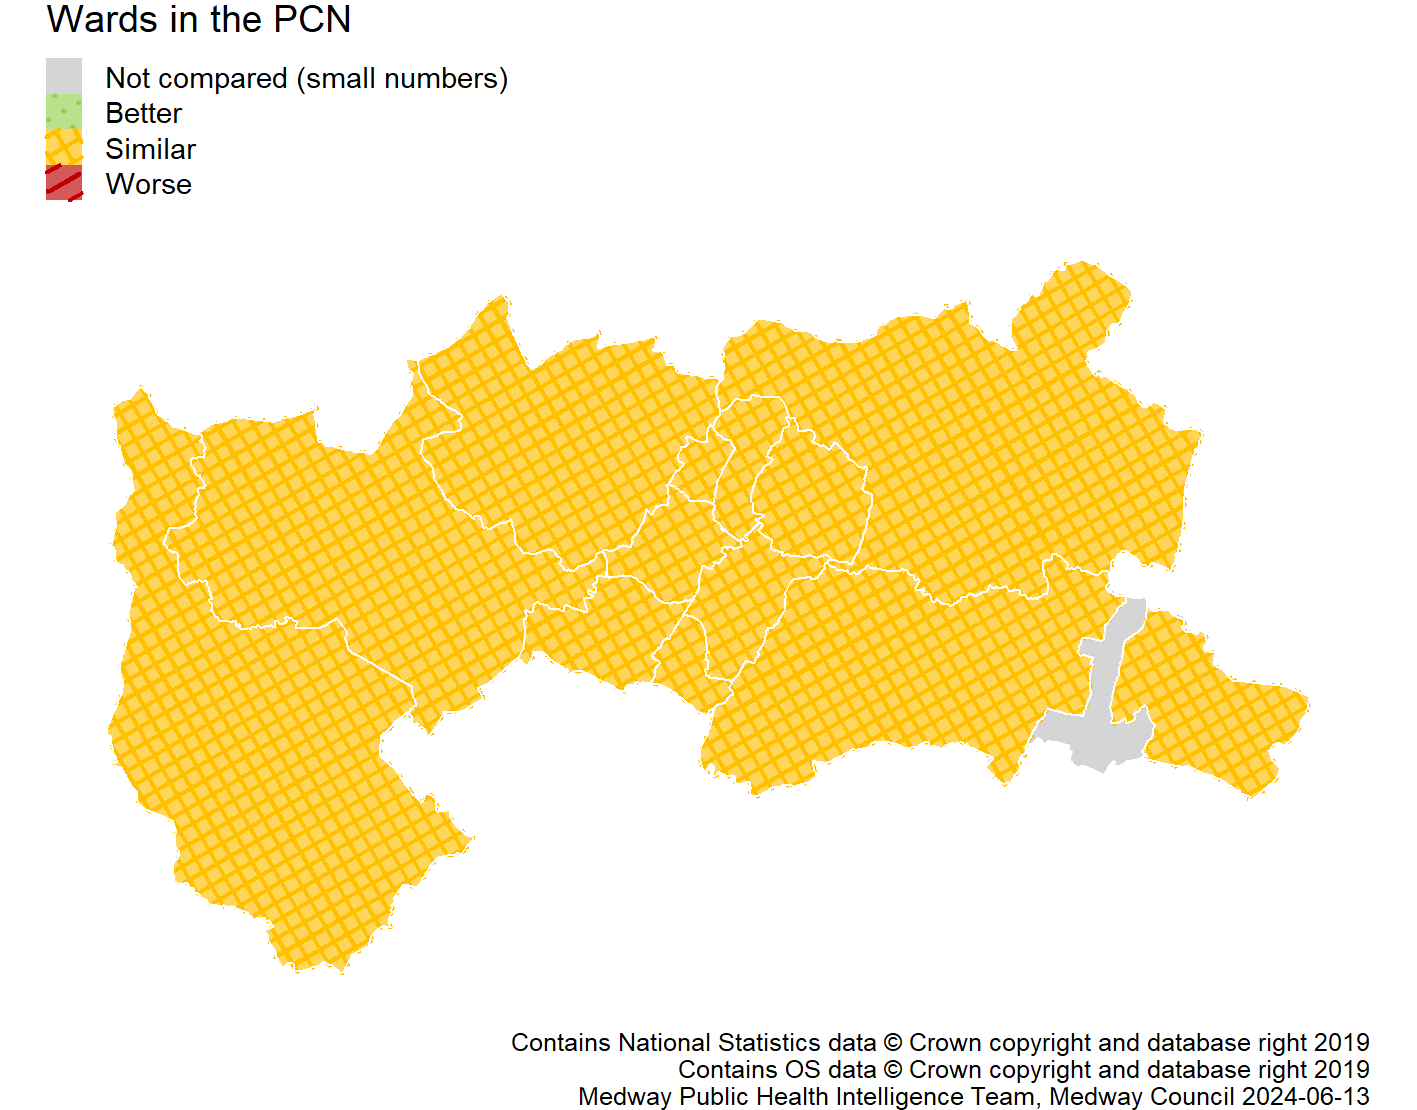 Wards in the PCN
Not compared (small numbers)
Better
Similar
Worse
Contains National Statistics data © Crown copyright and database right 2019
Contains OS data © Crown copyright and database right 2019
Medway Public Health Intelligence Team, Medway Council 2024-06-13